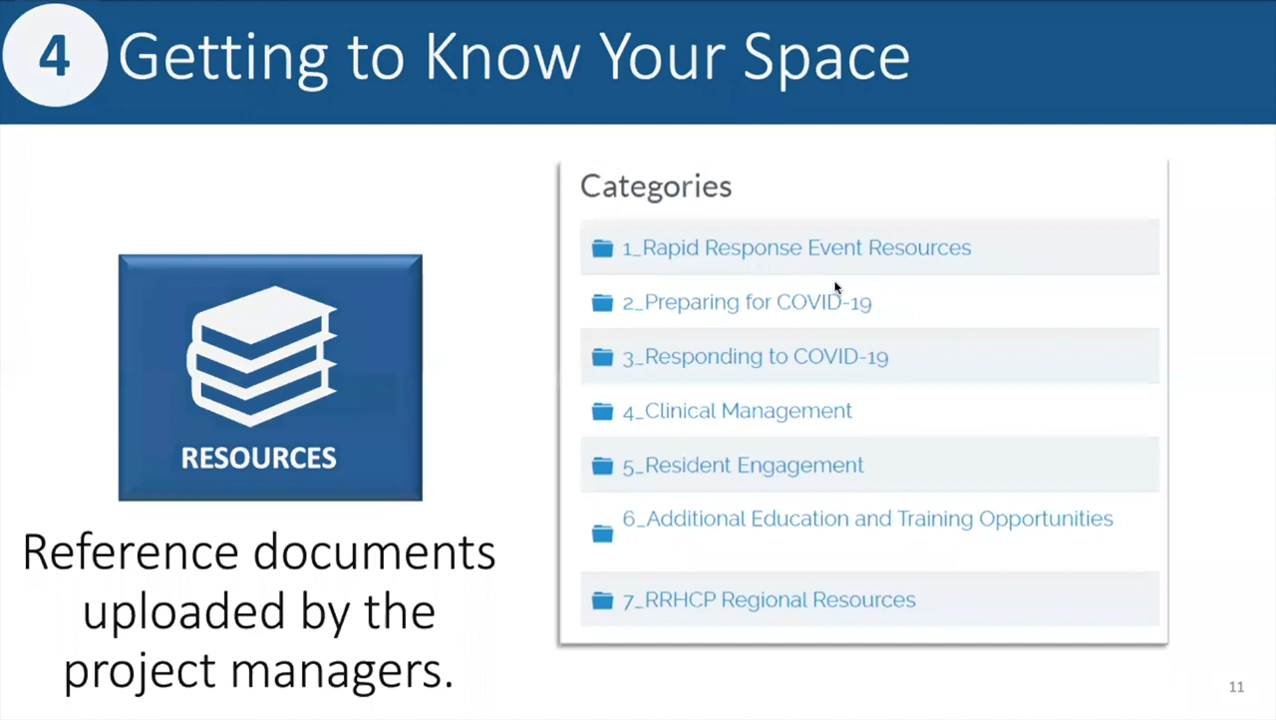 4 Getting to Know Your Space
RESOURCES
Reference documents
uploaded by the
project managers.
Categories
1_Rapid Response Event Resources
2_Preparing for COVID-19
3_Responding to COVID-19
4_Clinical Management
5_Resident Engagement
6_Additional Education and Training Opportunities
7_RRHCP Regional Resources
11